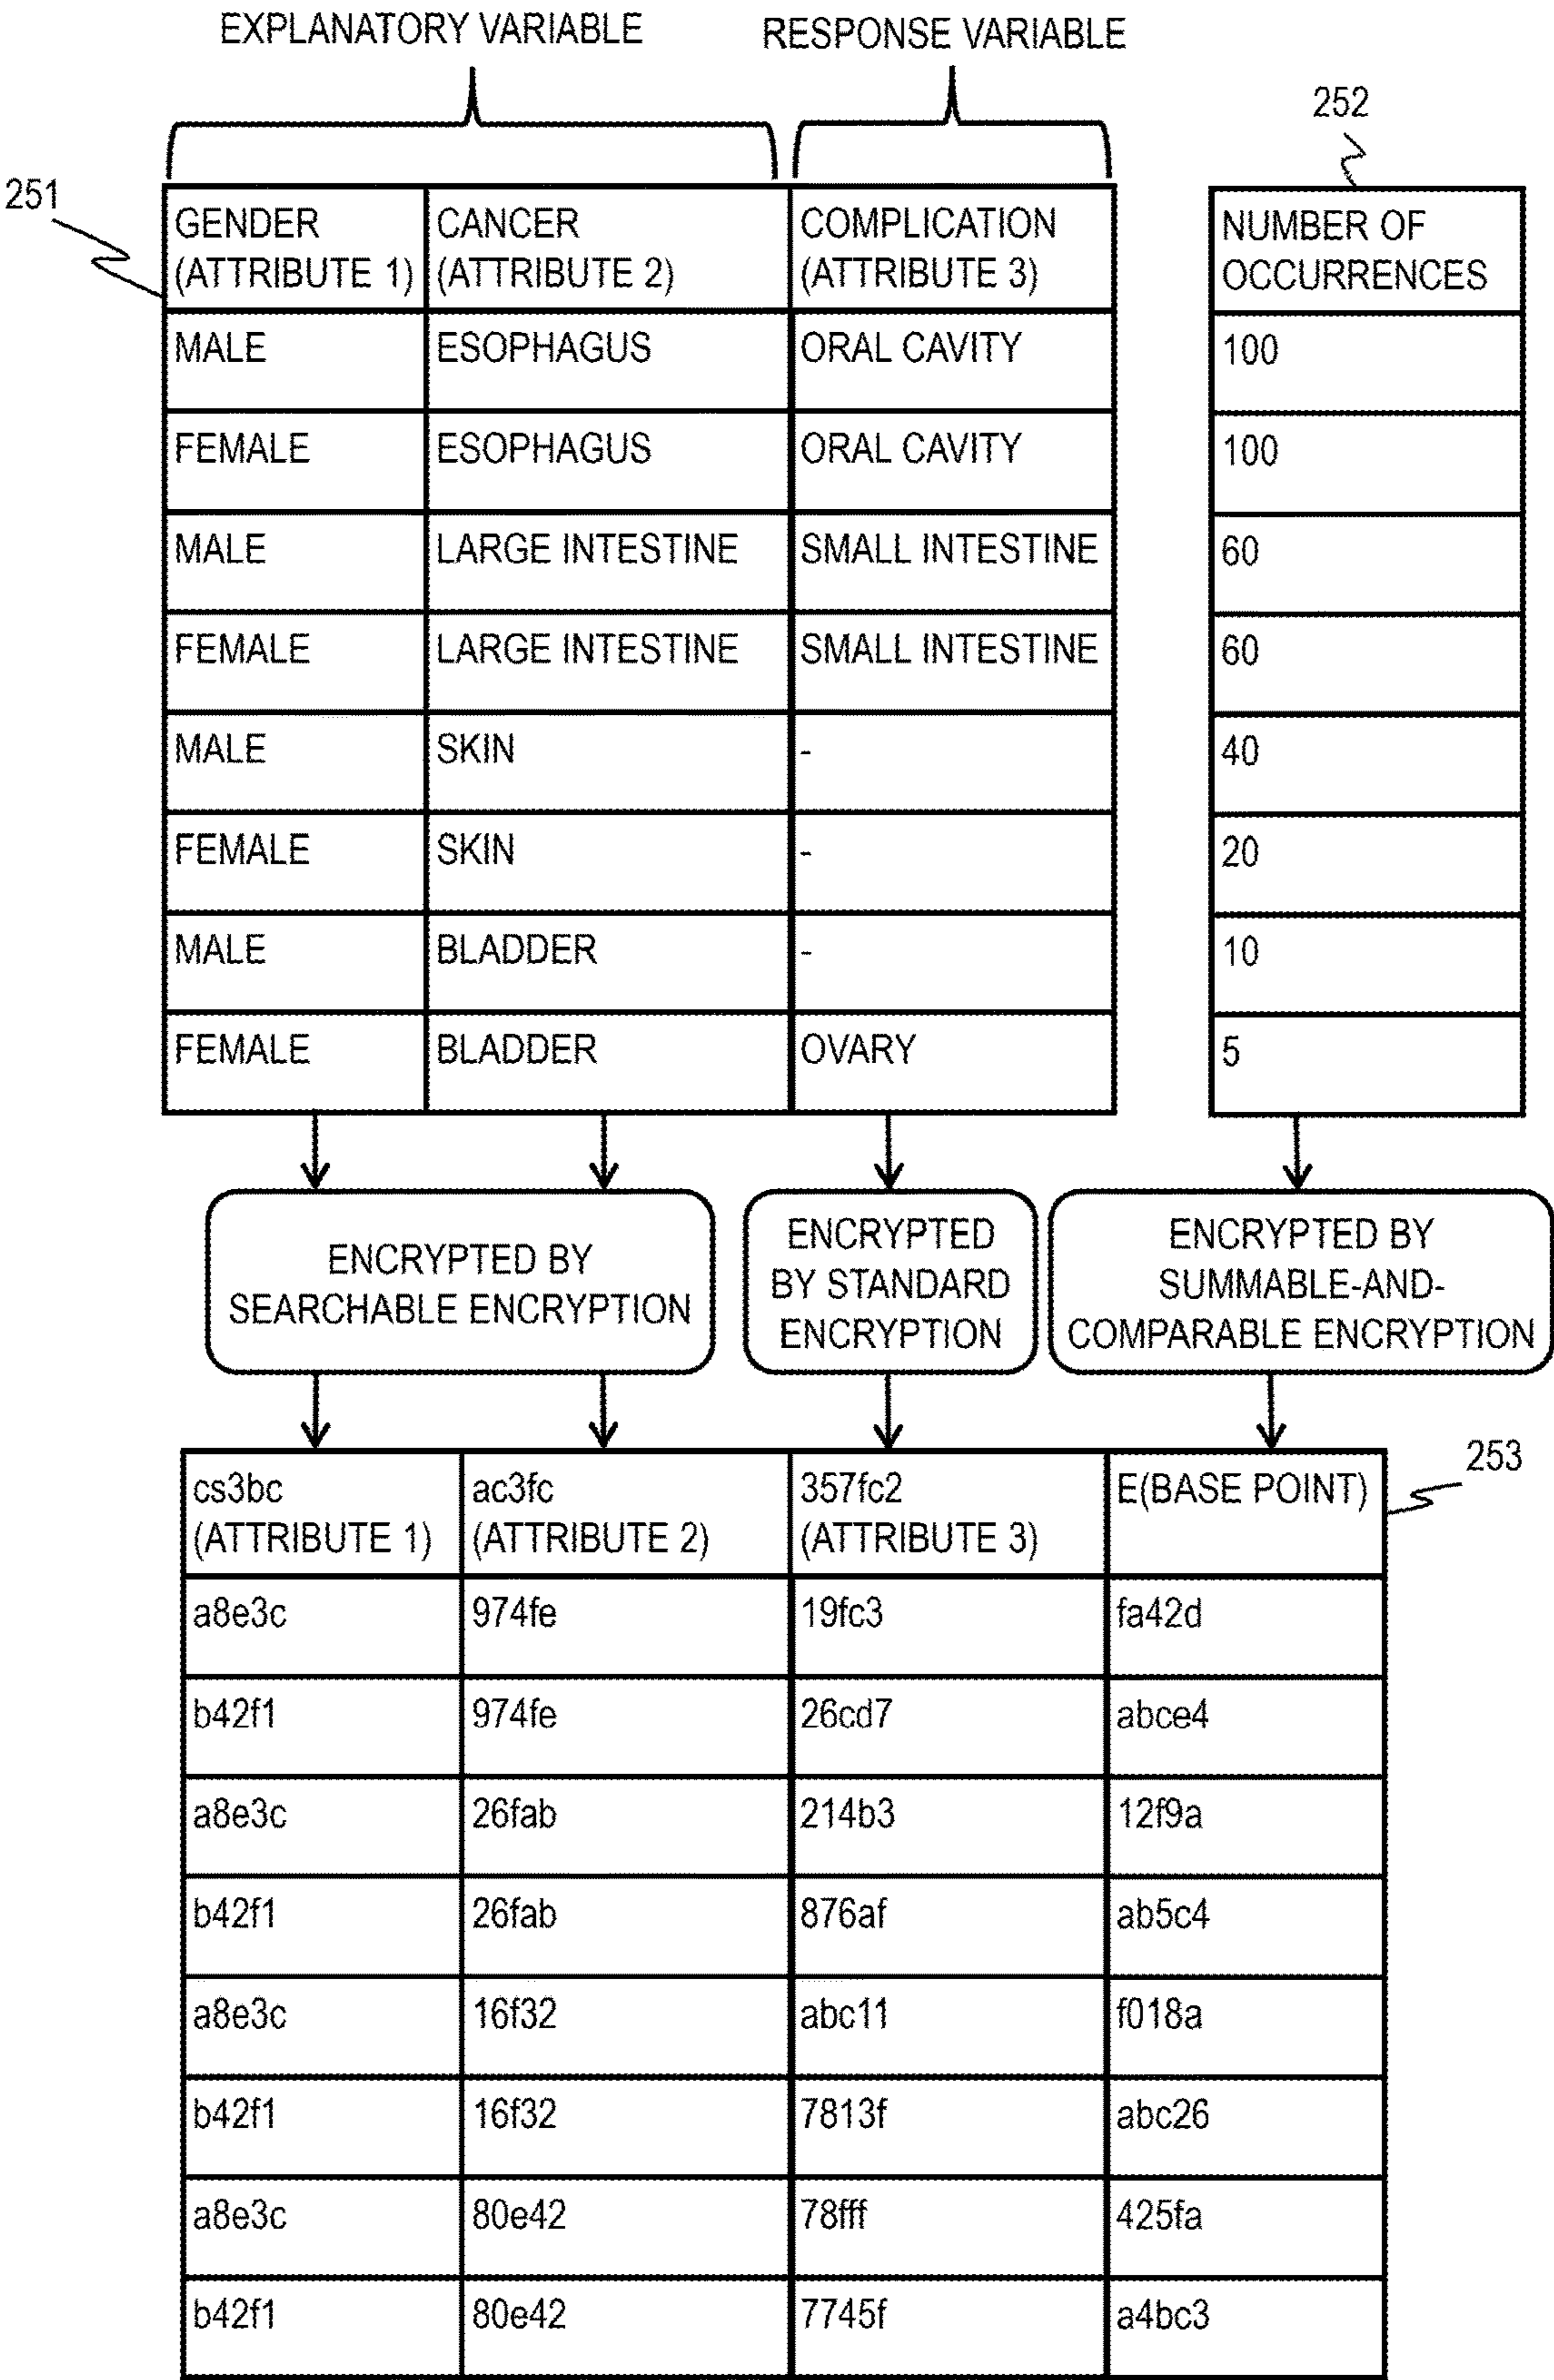 EXPLANATORY VARIABLE
RESPONSE VARIABLE
251
252
GENDER
(ATTRIBUTE 1)
CANCER
(ATTRIBUTE 2)
COMPLICATION
(ATTRIBUTE 3)
NUMBER OF
OCCURRENCES
MALE ESOPHAGUS ORAL CAVITY 100
FEMALE ESOPHAGUS ORAL CAVITY 100
MALE LARGE INTESTINE SMALL INTESTINE 60
FEMALE LARGE INTESTINE SMALL INTESTINE 60
MALE SKIN - 40
FEMALE SKIN - 20
MALE BLADDER - 10
FEMALE BLADDER OVARY 5
ENCRYPTED BY
SEARCHABLE ENCRYPTION
ENCRYPTED
BY STANDARD
ENCRYPTION
ENCRYPTED BY
SUMMABLE-AND-
COMPARABLE ENCRYPTION
253
cs3bc
(ATTRIBUTE 1)
ac3fc
(ATTRIBUTE 2)
357fc2
(ATTRIBUTE 3)
E(BASE POINT)
a8e3c 974fe 19fc3 fa42d
b42f1 974fe 26cd7 abce4
a8e3c 26fab 214b3 12f9a
b42f1 26fab 876af ab5c4
a8e3c 16f32 abc11 f018a
b42f1 16f32 7813f abc26
a8e3c 80e42 78fff 425fa
b42f1 80e42 7745f a4bc3